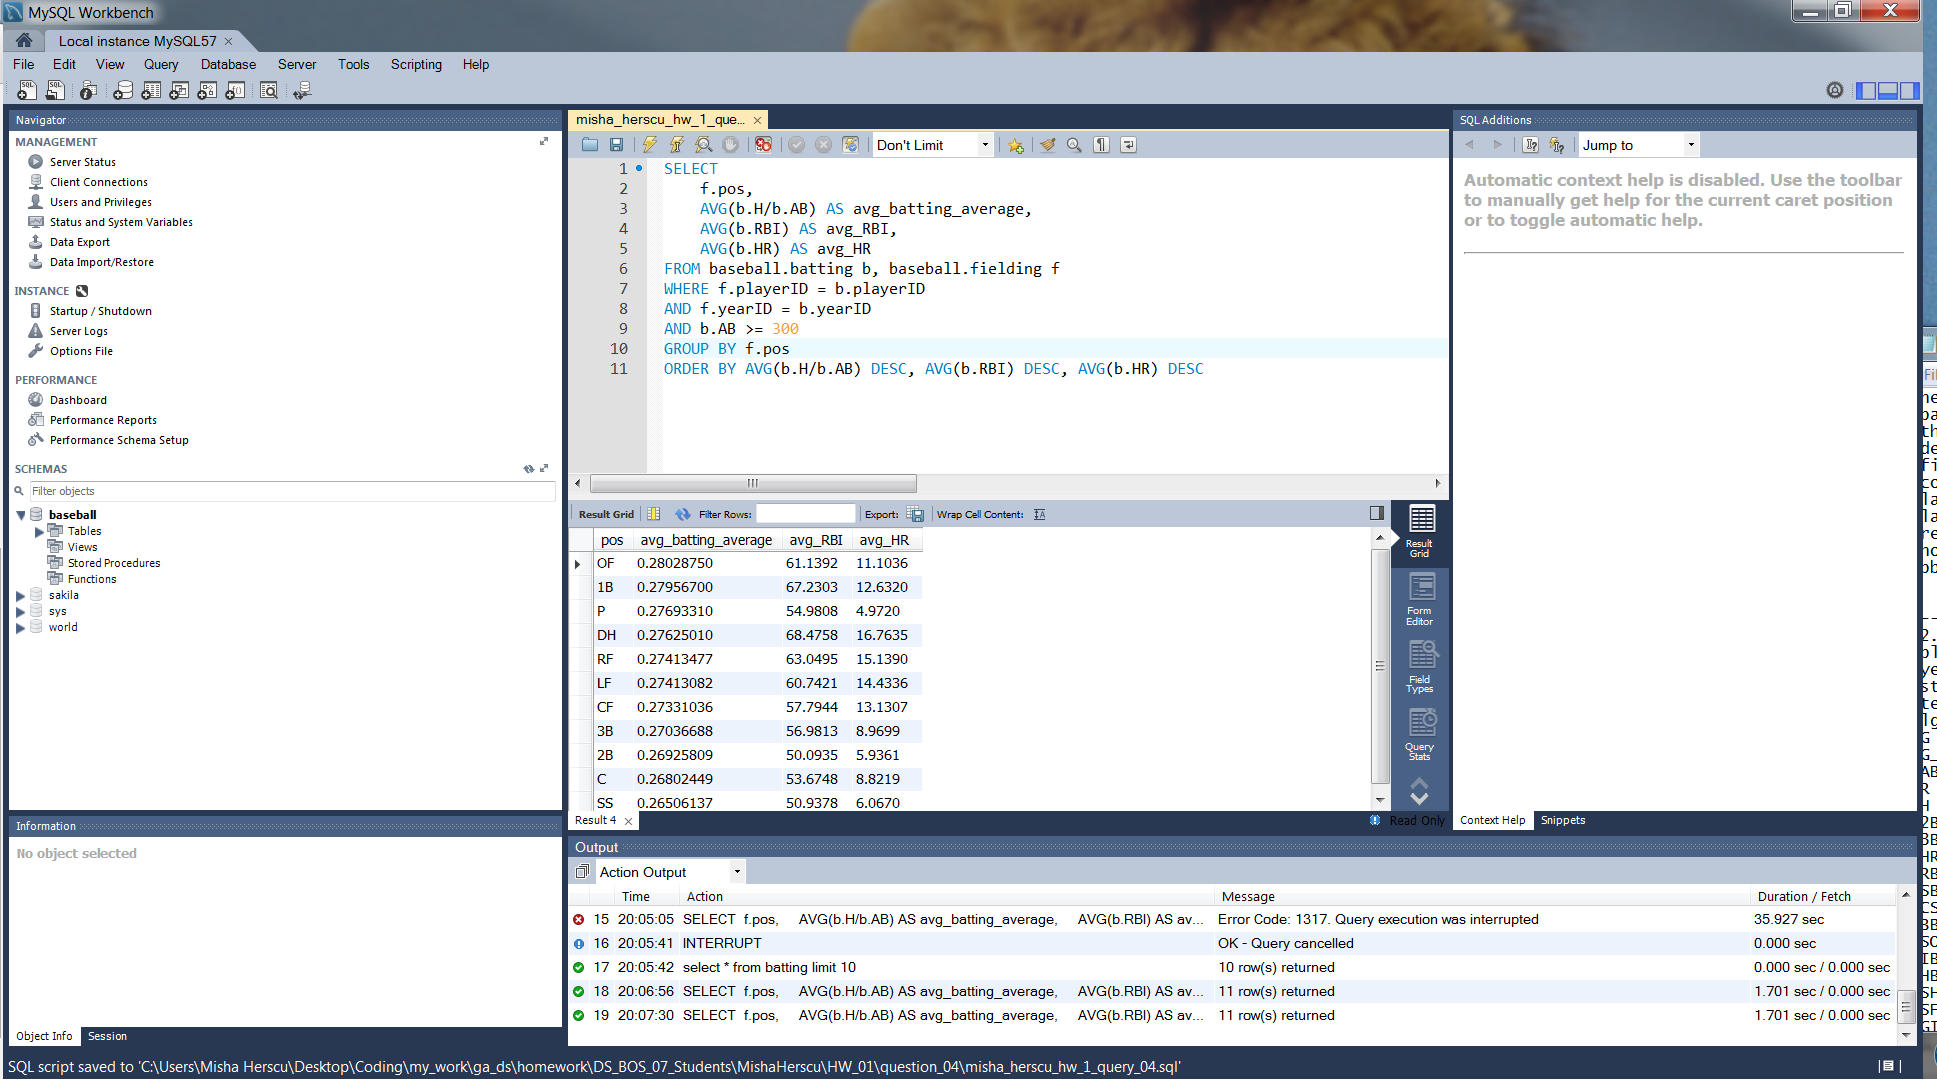 MySQL Workbench
Local instance MySQL57
File Edit View Query Database Server Tools Scripting Help
Navigator
MANAGEMENT
Server Status
Client Connections
Users and Privileges
Status and System Variables
Data Export
Data Import/Restore
INSTANCE
Startup / Shutdown
Server Logs
Options File
PERFORMANCE
Dashboard
Performance Reports
Performance Schema Setup
SCHEMAS
Filter objects
baseball
Tables
Views
Stored Procedures
Functions
sakila
sys
world
Information
No object selected
Object Info Session
misha_herscu_hw_1_que...
Don't Limit
1 SELECT
2 f.pos,
3 AVG(b.H/b.AB) AS avg_batting_average,
4 AVG(b.RBI) AS avg_RBI,
5 AVG(b.HR) AS avg_HR
6 FROM baseball.batting b, baseball.fielding f
7 WHERE f.playerID = b.playerID
8 AND f.yearID = b.yearID
9 AND b.AB >= 300
10 GROUP BY f.pos
11 ORDER BY AVG(b.H/b.AB) DESC, AVG(b.RBI) DESC, AVG(b.HR) DESC
Result Grid Filter Rows: Export: Wrap Cell Content:
pos avg_batting_average avg_RBI avg_HR
OF 0.28028750 61.1392 11.1036
1B 0.27956700 67.2303 12.6320
P 0.27693310 54.9808 4.9720
DH 0.27625010 68.4758 16.7635
RF 0.27413477 63.0495 15.1390
LF 0.27413082 60.7421 14.4336
CF 0.27331036 57.7944 13.1307
3B 0.27036688 56.9813 8.9699
2B 0.26925809 50.0935 5.9361
C 0.26802449 53.6748 8.8219
SS 0.26506137 50.9378 6.0670
Result Grid
Form Editor
Field Types
Query Stats
Result 4
Read Only
SQL Additions
Jump to
Automatic context help is disabled. Use the toolbar
to manually get help for the current caret position
or to toggle automatic help.
Context Help Snippets
Output
Action Output
Time Action Message Duration / Fetch
15 20:05:05 SELECT f.pos, AVG(b.H/b.AB) AS avg_batting_average, AVG(b.RBI) AS av... Error Code: 1317. Query execution was interrupted 35.927 sec
16 20:05:41 INTERRUPT OK - Query cancelled 0.000 sec
17 20:05:42 select * from batting limit 10 10 row(s) returned 0.000 sec / 0.000 sec
18 20:06:56 SELECT f.pos, AVG(b.H/b.AB) AS avg_batting_average, AVG(b.RBI) AS av... 11 row(s) returned 1.701 sec / 0.000 sec
19 20:07:30 SELECT f.pos, AVG(b.H/b.AB) AS avg_batting_average, AVG(b.RBI) AS av... 11 row(s) returned 1.701 sec / 0.000 sec
SQL script saved to 'C:\Users\Misha Herscu\Desktop\Coding\my_work\ga_ds\homework\DS_BOS_07_Students\MishaHerscu\HW_01\question_04\misha_herscu_hw_1_query_04.sql'